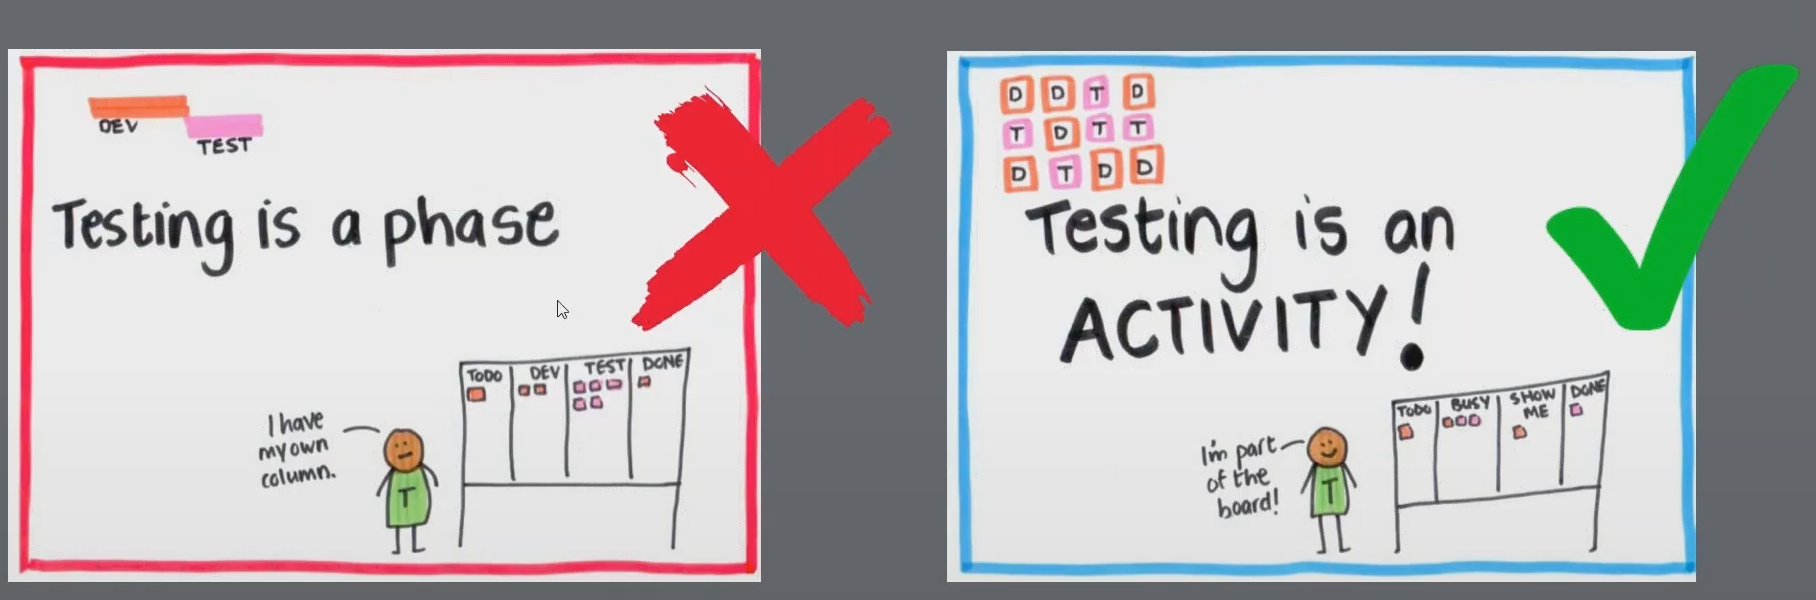 DEV
TEST
Testing is a phase
I have
my own
column.
T
TODO DEV TEST DONE
D D T D
T D T T
D T D D
Testing is an
ACTIVITY!
I'm part
of the
board!
T
TODO BUSY SHOW ME DONE